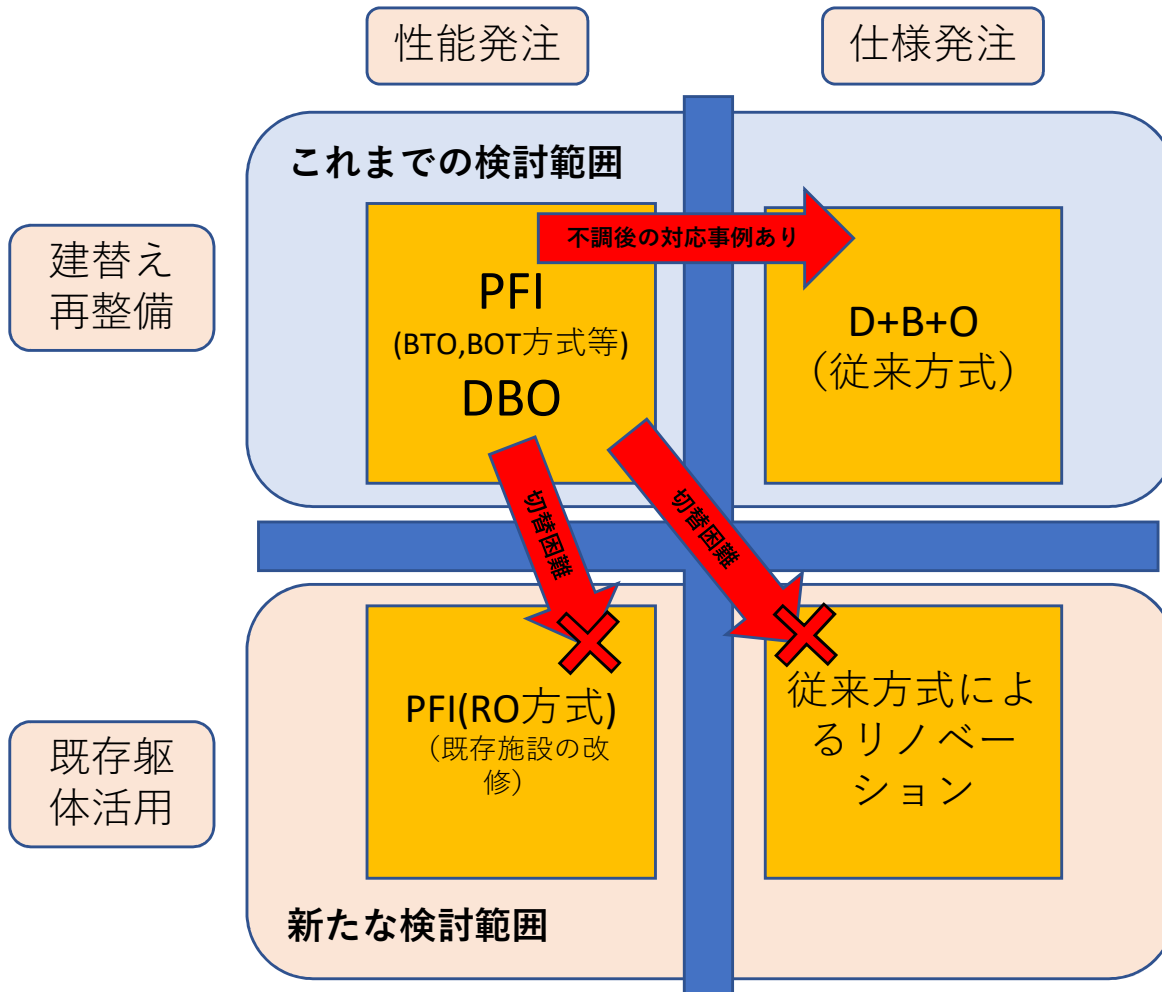 性能発注
仕様発注
これまでの検討範囲
建替え
再整備
PFI
(BTO,BOT方式等)
DBO
不調後の対応事例あり
D+B+O
（従来方式）
切替困難
切替困難
既存躯
体活用
PFI(RO方式)
（既存施設の改
修）
従来方式によ
るリノベー
ション
新たな検討範囲